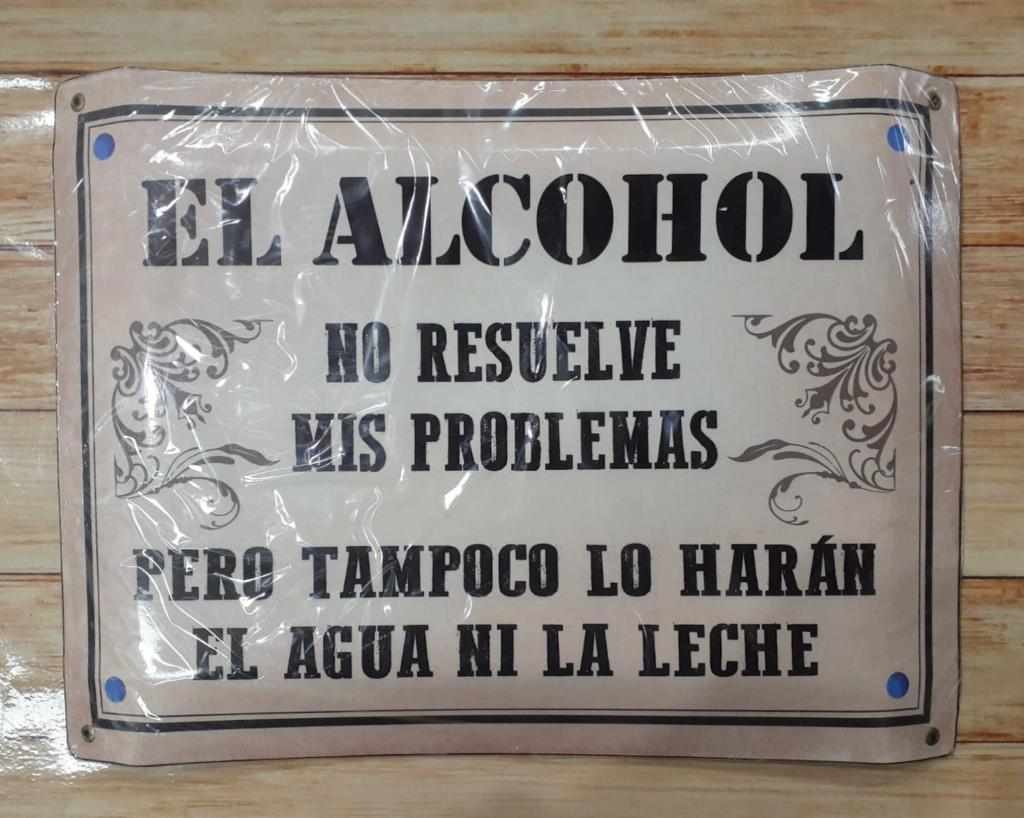 EL ALCOHOL
NO RESUELVE
MIS PROBLEMAS
PERO TAMPOCO LO HARÁN
EL AGUA NI LA LECHE